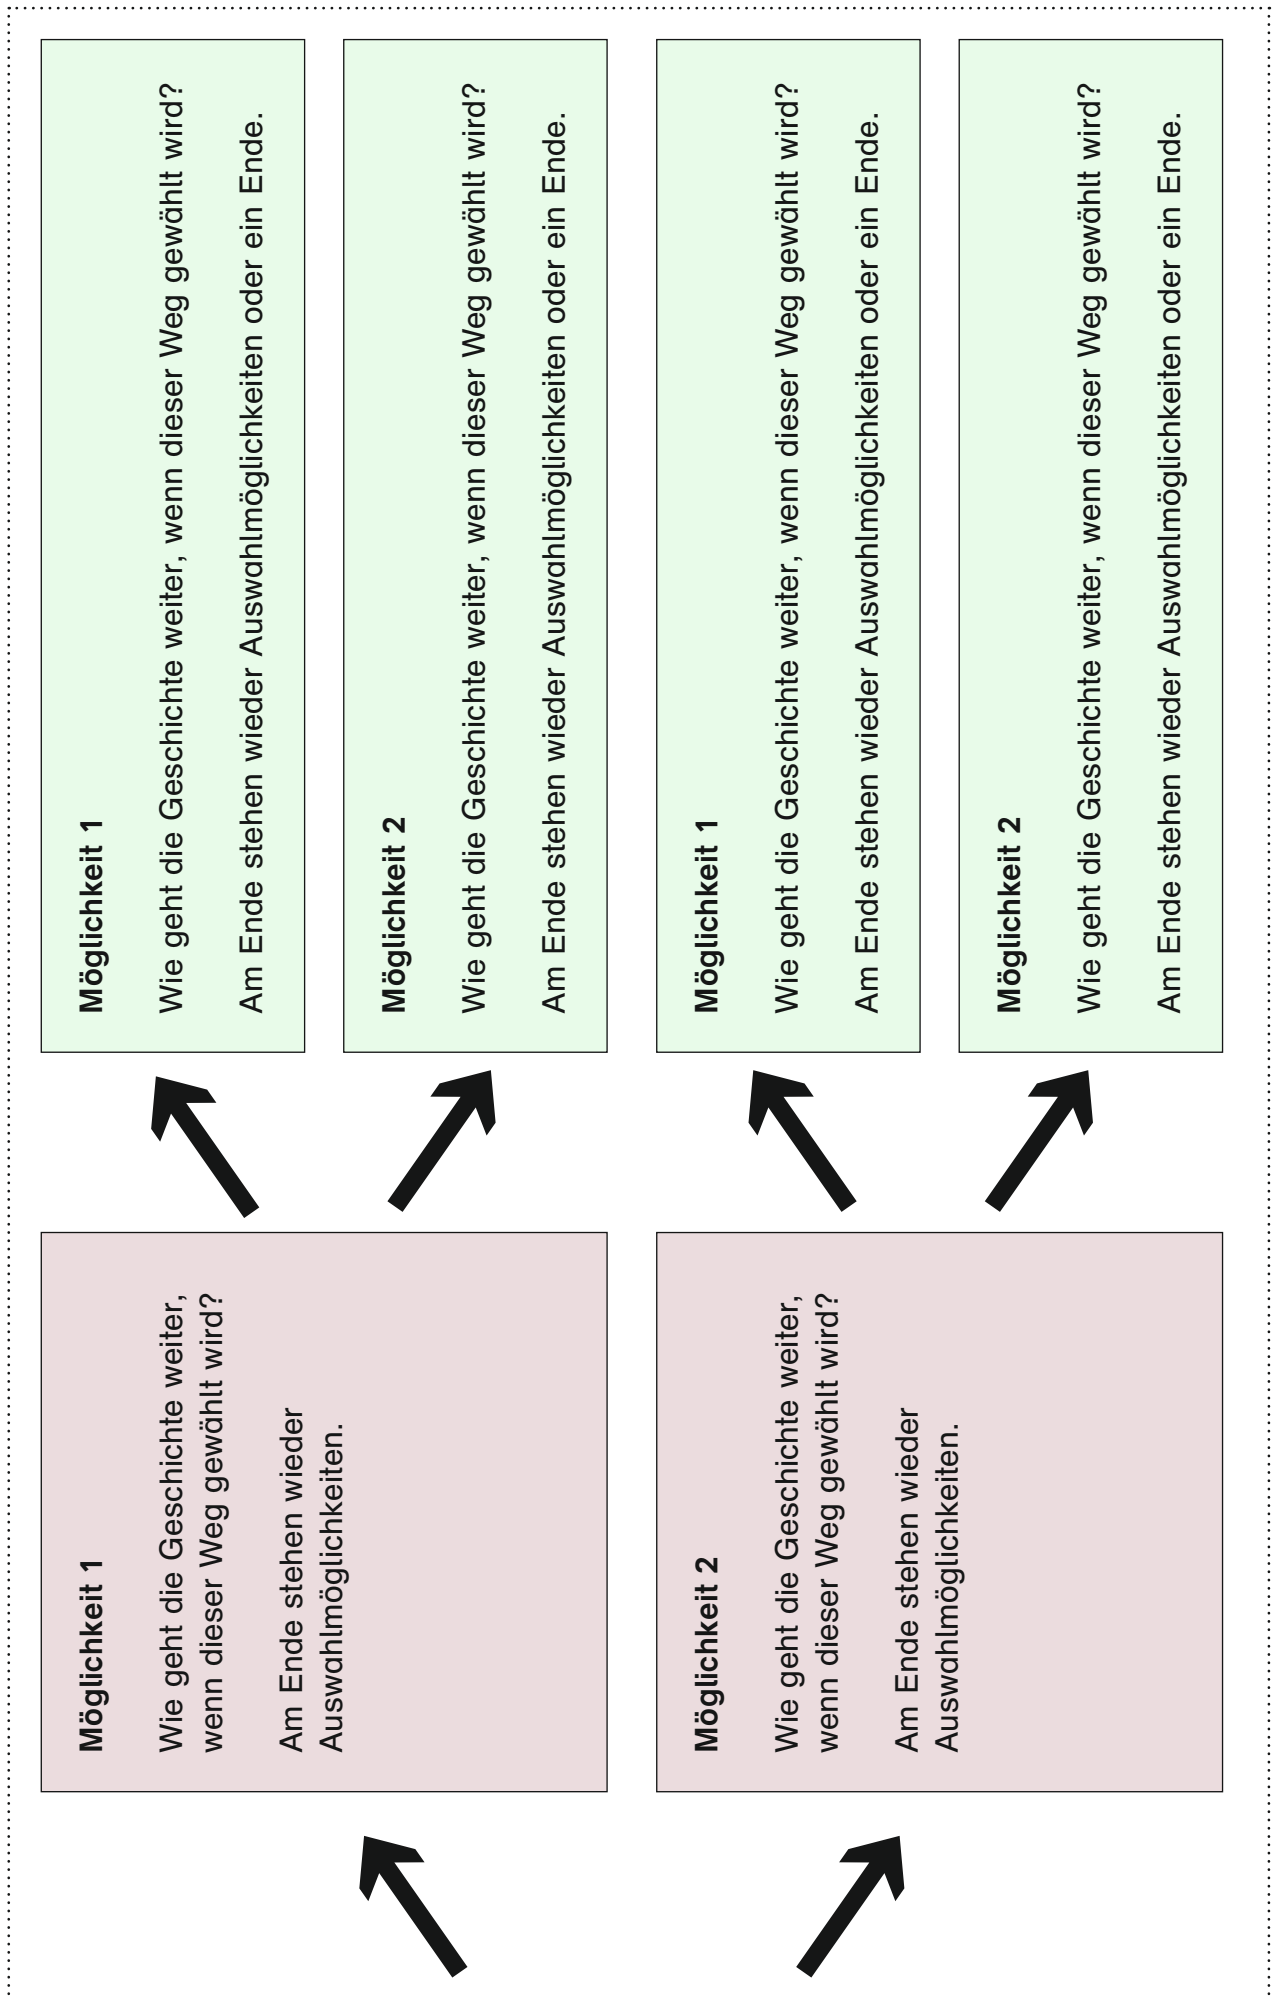 Möglichkeit 1
Wie geht die Geschichte weiter,
wenn dieser Weg gewählt wird?
Am Ende stehen wieder
Auswahlmöglichkeiten.
Möglichkeit 2
Wie geht die Geschichte weiter,
wenn dieser Weg gewählt wird?
Am Ende stehen wieder
Auswahlmöglichkeiten.
Möglichkeit 1
Wie geht die Geschichte weiter, wenn dieser Weg gewählt wird?
Am Ende stehen wieder Auswahlmöglichkeiten oder ein Ende.
Möglichkeit 2
Wie geht die Geschichte weiter, wenn dieser Weg gewählt wird?
Am Ende stehen wieder Auswahlmöglichkeiten oder ein Ende.
Möglichkeit 1
Wie geht die Geschichte weiter, wenn dieser Weg gewählt wird?
Am Ende stehen wieder Auswahlmöglichkeiten oder ein Ende.
Möglichkeit 2
Wie geht die Geschichte weiter, wenn dieser Weg gewählt wird?
Am Ende stehen wieder Auswahlmöglichkeiten oder ein Ende.